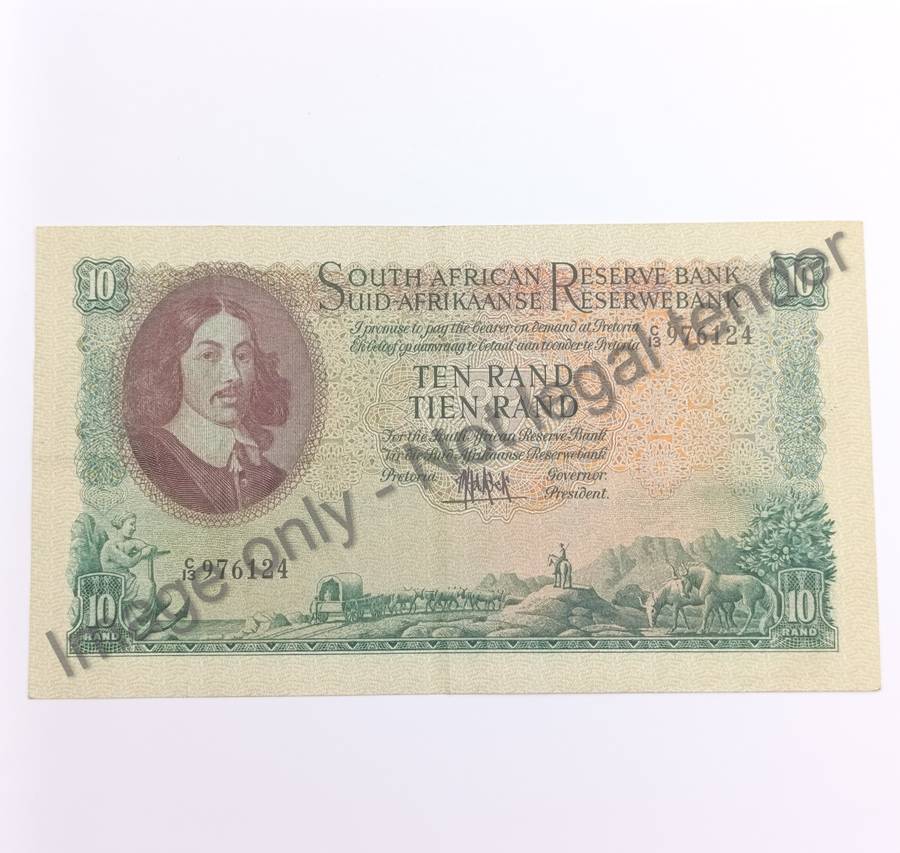 10
SOUTH AFRICAN RESERVE BANK
SUID-AFRIKAANSE RESERWEBANK
10
I promise to pay the bearer on demand at Pretoria
Ek beloof op aanvraag te betaal aan toonder te Pretoria
C/13 976124
TEN RAND
TIEN RAND
For the South African Reserve Bank
Vir die Suid-Afrikaanse Reserwebank
Pretoria Governor.
President.
C/13 976124
10
RAND
10
RAND
Image only - Not legal tender